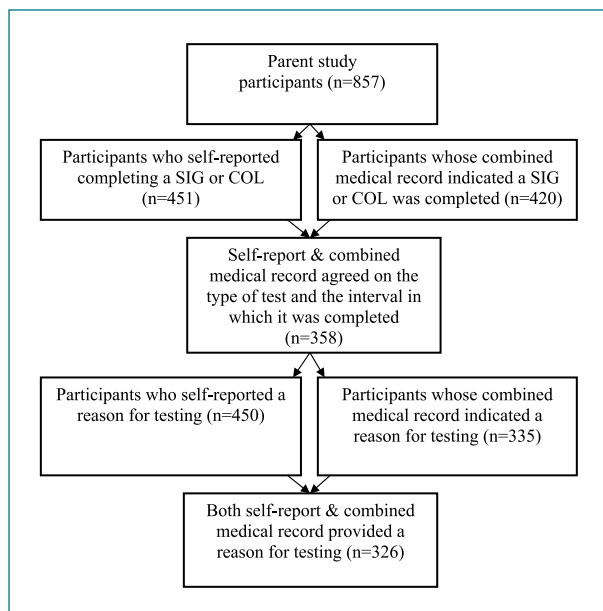 Parent study
participants (n=857)
Participants who self-reported
completing a SIG or COL
(n=451)
Participants whose combined
medical record indicated a SIG
or COL was completed (n=420)
Self-report & combined
medical record agreed on the
type of test and the interval in
which it was completed
(n=358)
Participants who self-reported a
reason for testing (n=450)
Participants whose combined
medical record indicated a
reason for testing (n=335)
Both self-report & combined
medical record provided a
reason for testing (n=326)